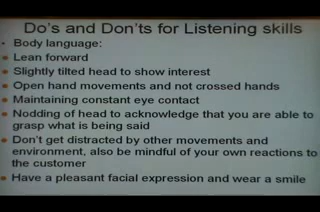 Do's and Don'ts for Listening skills
• Body language:
• Lean forward
• Slightly tilted head to show interest
• Open hand movements and not crossed hands
• Maintaining constant eye contact
• Nodding of head to acknowledge that you are able to
grasp what is being said
• Don't get distracted by other movements and
environment, also be mindful of your own reactions to
the customer
• Have a pleasant facial expression and wear a smile